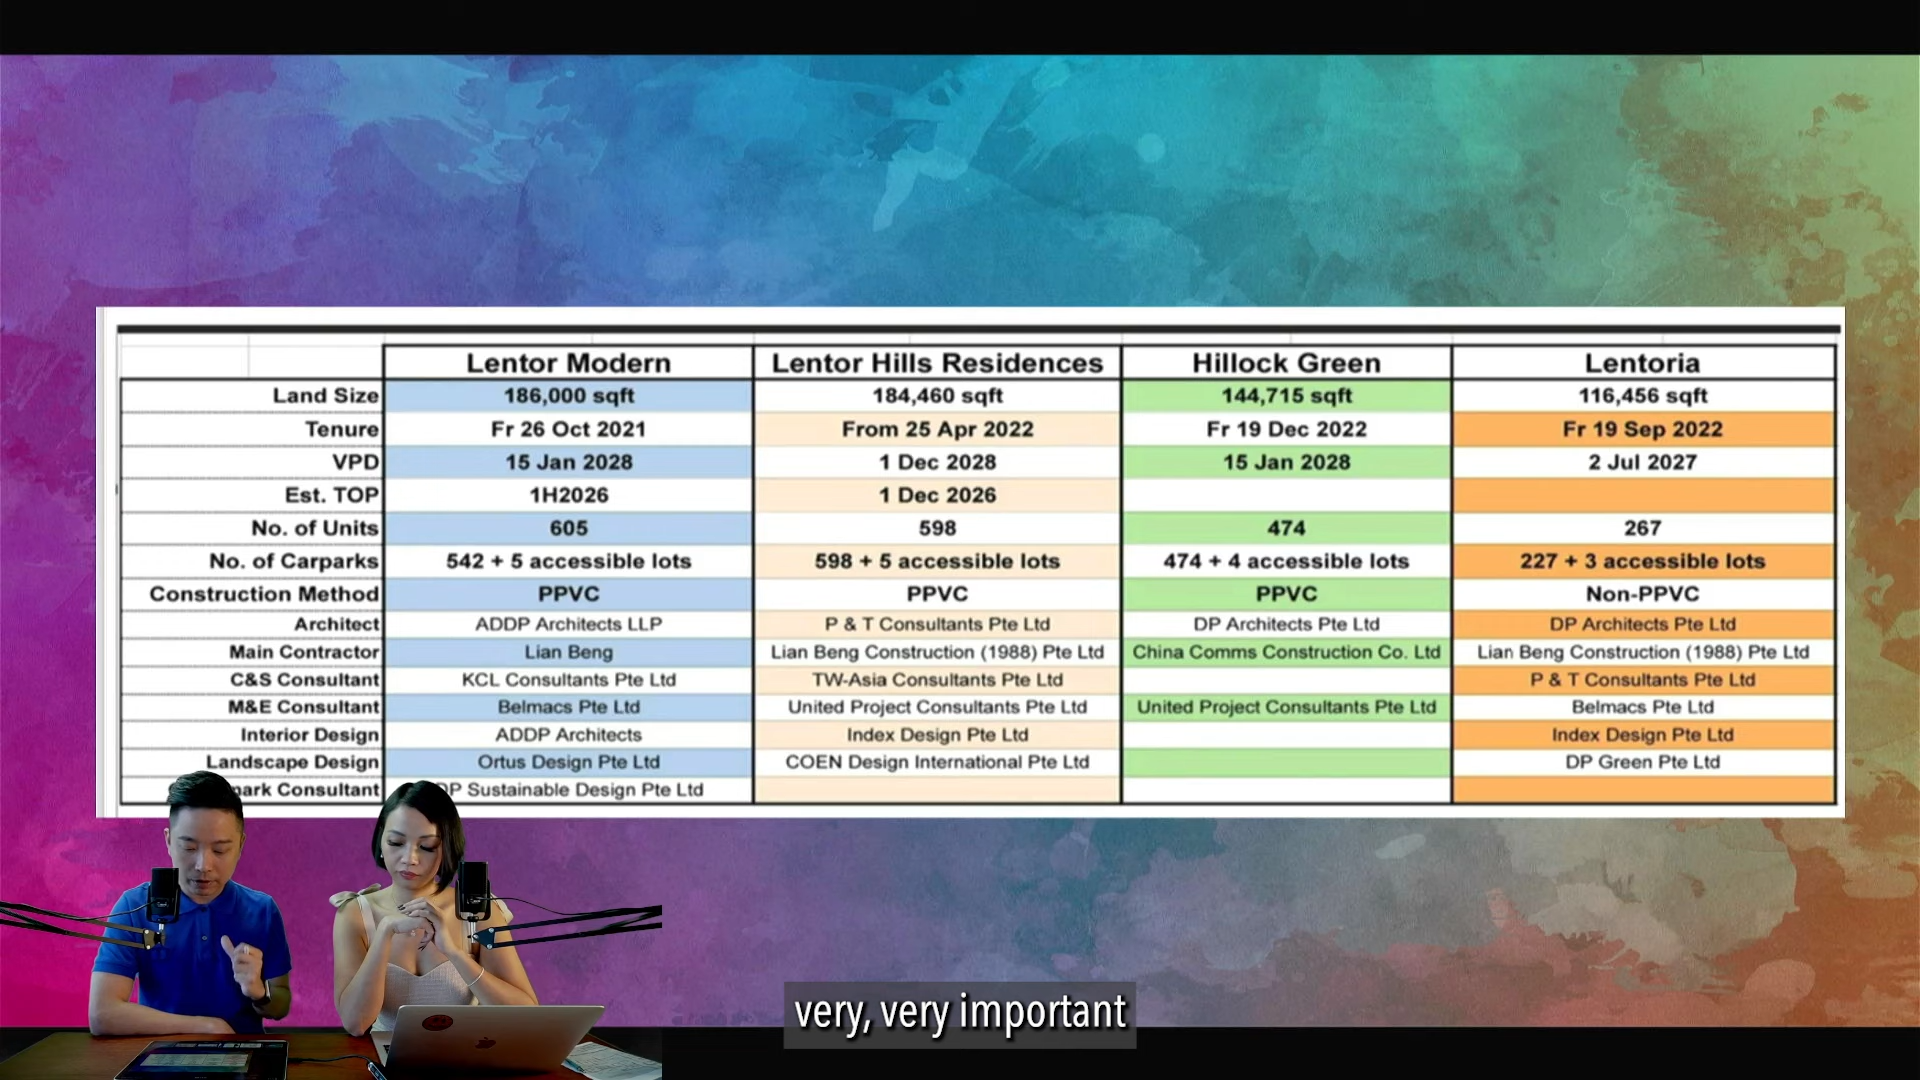 Lentor Modern Lentor Hills Residences Hillock Green Lentoria
Land Size 186,000 sqft 184,460 sqft 144,715 sqft 116,456 sqft
Tenure Fr 26 Oct 2021 From 25 Apr 2022 Fr 19 Dec 2022 Fr 19 Sep 2022
VPD 15 Jan 2028 1 Dec 2028 15 Jan 2028 2 Jul 2027
Est. TOP 1H2026 1 Dec 2026
No. of Units 605 598 474 267
No. of Carparks 542 + 5 accessible lots 598 + 5 accessible lots 474 + 4 accessible lots 227 + 3 accessible lots
Construction Method PPVC PPVC PPVC Non-PPVC
Architect ADDP Architects LLP P & T Consultants Pte Ltd DP Architects Pte Ltd DP Architects Pte Ltd
Main Contractor Lian Beng Lian Beng Construction (1988) Pte Ltd China Comms Construction Co. Ltd Lian Beng Construction (1988) Pte Ltd
C&S Consultant KCL Consultants Pte Ltd TW-Asia Consultants Pte Ltd P & T Consultants Pte Ltd
M&E Consultant Belmacs Pte Ltd United Project Consultants Pte Ltd United Project Consultants Pte Ltd Belmacs Pte Ltd
Interior Design ADDP Architects Index Design Pte Ltd Index Design Pte Ltd
Landscape Design Ortus Design Pte Ltd COEN Design International Pte Ltd DP Green Pte Ltd
mark Consultant DP Sustainable Design Pte Ltd
very, very important